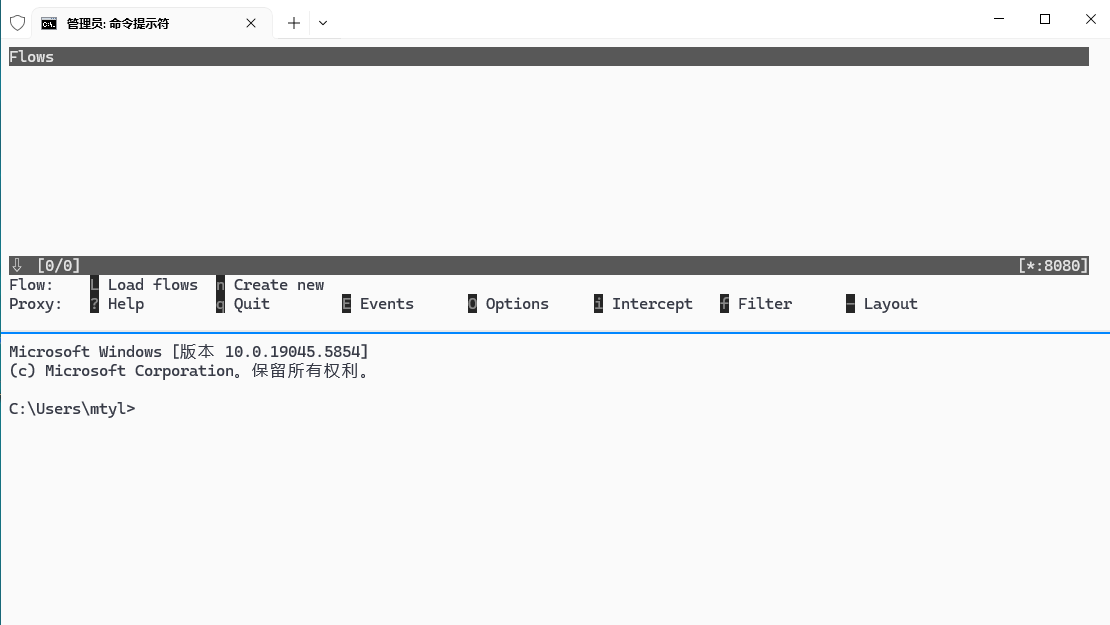 管理员: 命令提示符
Flows
⇩ [0/0] [*:8080]
Flow: L Load flows n Create new
Proxy: ? Help q Quit E Events O Options i Intercept f Filter - Layout
Microsoft Windows [版本 10.0.19045.5854]
(c) Microsoft Corporation。保留所有权利。
C:\Users\mtyl>